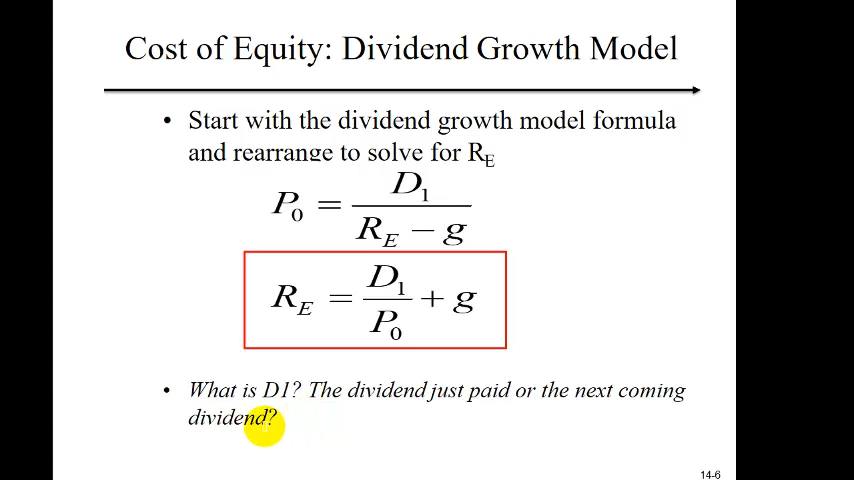 Cost of Equity: Dividend Growth Model
• Start with the dividend growth model formula
and rearrange to solve for R_E
P_0 = D_1 / (R_E − g)
R_E = D_1 / P_0 + g
• What is D1? The dividend just paid or the next coming
dividend?
14-6